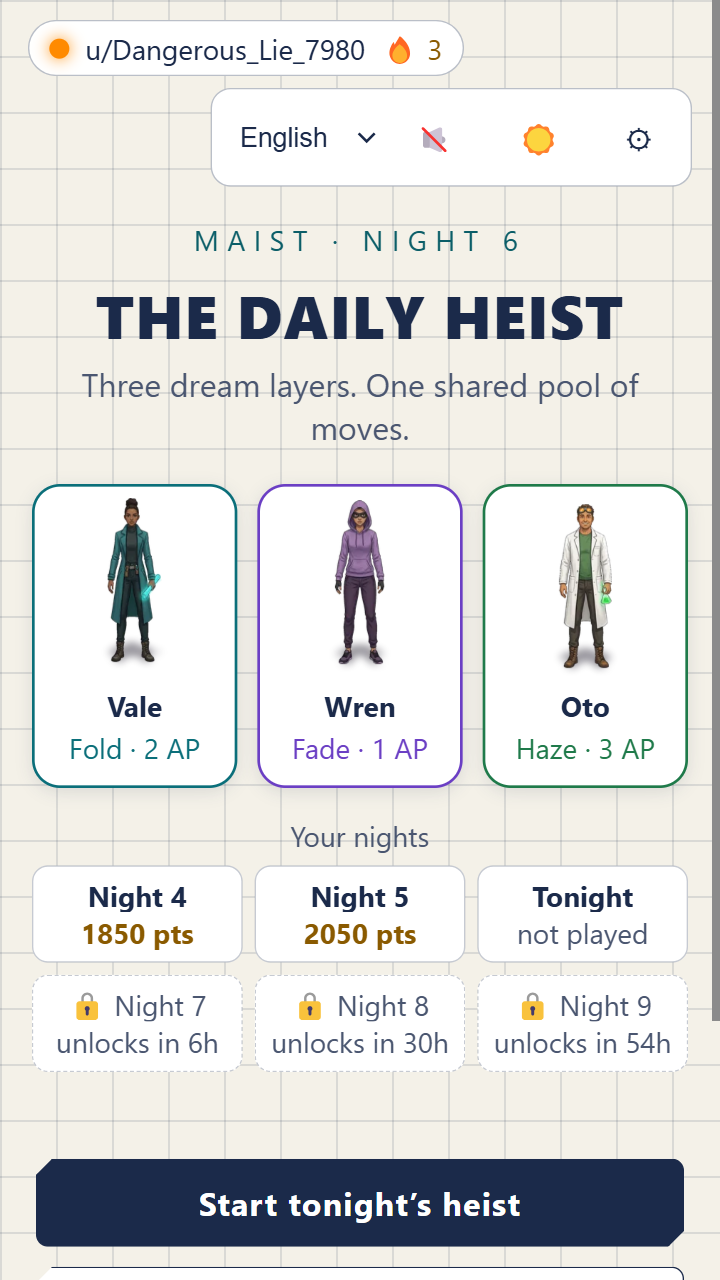 u/Dangerous_Lie_7980 🔥 3
English
MAIST · NIGHT 6
THE DAILY HEIST
Three dream layers. One shared pool of
moves.
Vale
Fold · 2 AP
Wren
Fade · 1 AP
Oto
Haze · 3 AP
Your nights
Night 4
1850 pts
Night 5
2050 pts
Tonight
not played
🔒 Night 7
unlocks in 6h
🔒 Night 8
unlocks in 30h
🔒 Night 9
unlocks in 54h
Start tonight’s heist